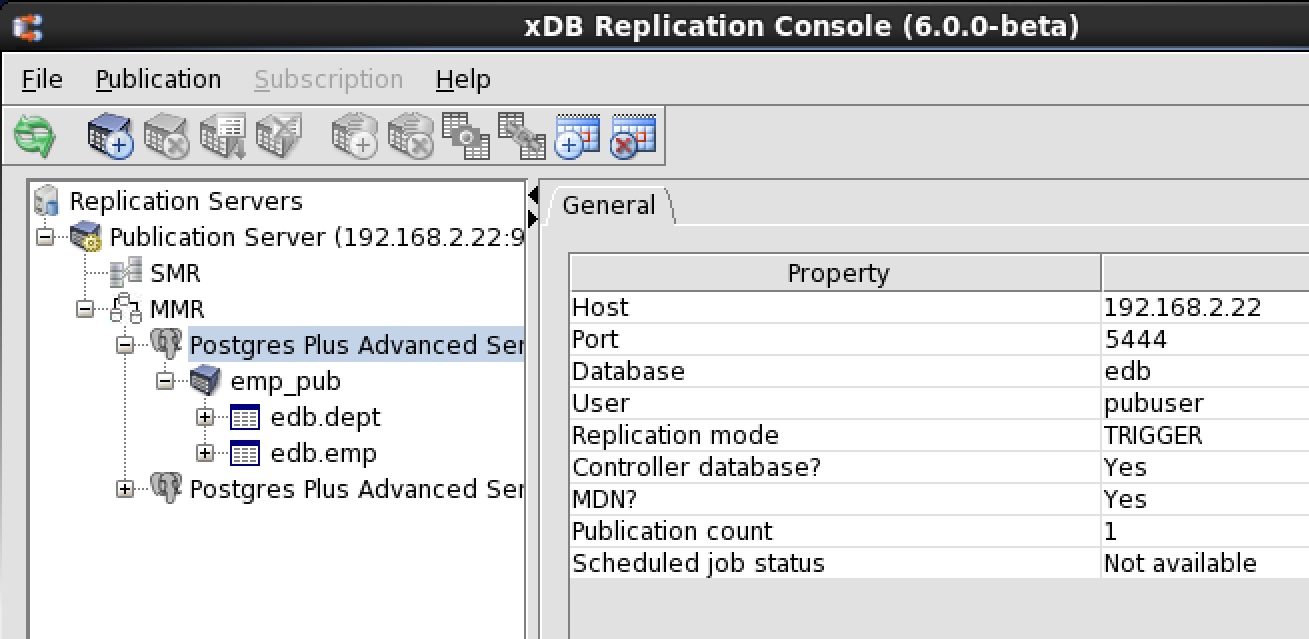 xDB Replication Console (6.0.0-beta)
File Publication Subscription Help
Replication Servers
Publication Server (192.168.2.22:9
SMR
MMR
Postgres Plus Advanced Ser
emp_pub
edb.dept
edb.emp
Postgres Plus Advanced Ser
General
Property
Host 192.168.2.22
Port 5444
Database edb
User pubuser
Replication mode TRIGGER
Controller database? Yes
MDN? Yes
Publication count 1
Scheduled job status Not available